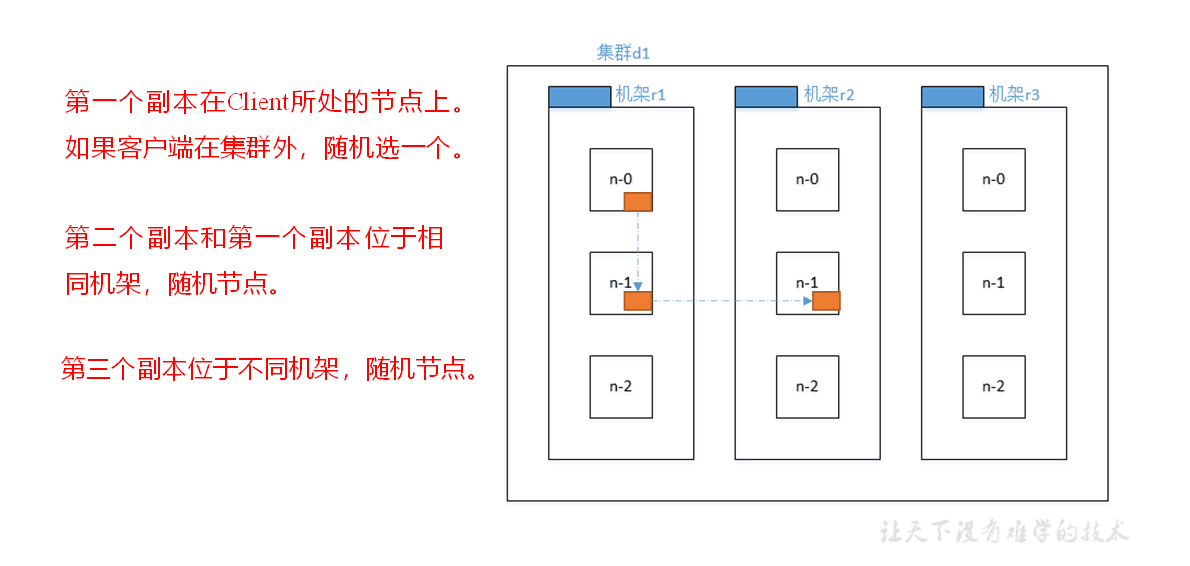 第一个副本在Client所处的节点上。
如果客户端在集群外，随机选一个。
第二个副本和第一个副本位于相
同机架，随机节点。
第三个副本位于不同机架，随机节点。
集群d1
机架r1
机架r2
机架r3
n-0
n-0
n-0
n-1
n-1
n-1
n-2
n-2
n-2
让天下没有难学的技术